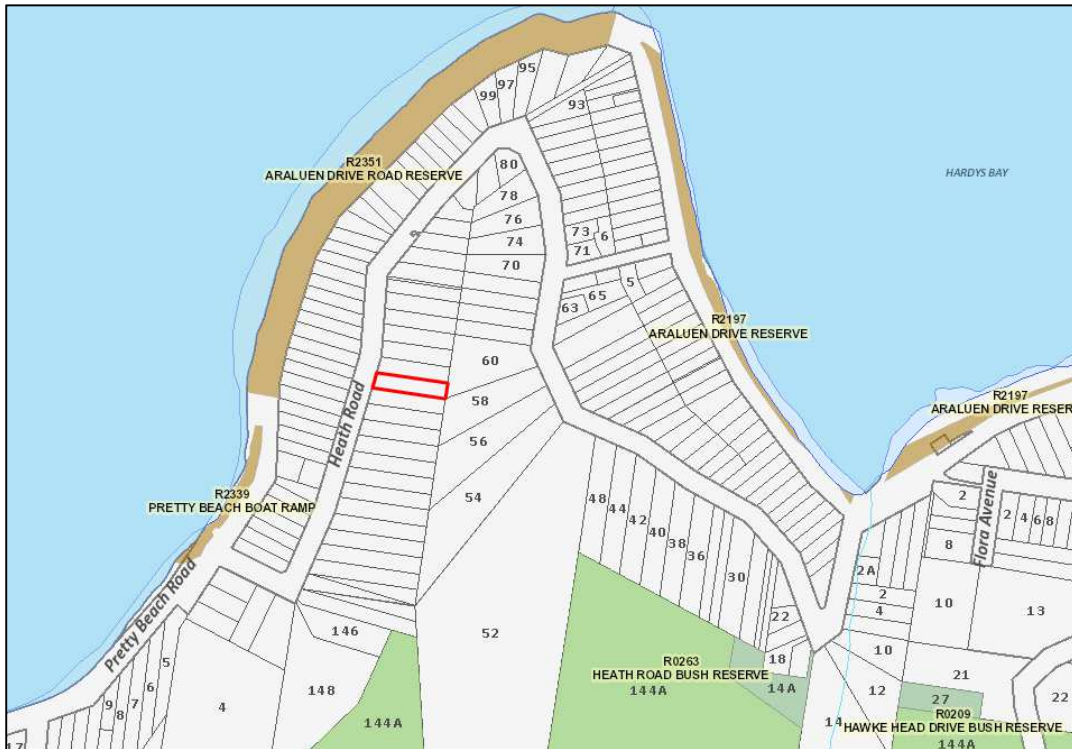 95
97
99
93
R2351
ARALUEN DRIVE ROAD RESERVE
HARDYS BAY
80
78
76
74
70
73
6
71
5
65
63
R2197
ARALUEN DRIVE RESERVE
60
58
56
54
Heath Road
R2197
ARALUEN DRIVE RESER
R2339
PRETTY BEACH BOAT RAMP
48
44
42
40
38
36
30
2
2
4
6
8
8
Flora Avenue
2A
2
4
10
13
Pretty Beach Road
22
146
52
18
R0263
HEATH ROAD BUSH RESERVE
10
5
6
7
8
9
4
148
144A
144A
14A
12
21
27
22
14
R0209
HAWKE HEAD DRIVE BUSH RESERVE
144A
17